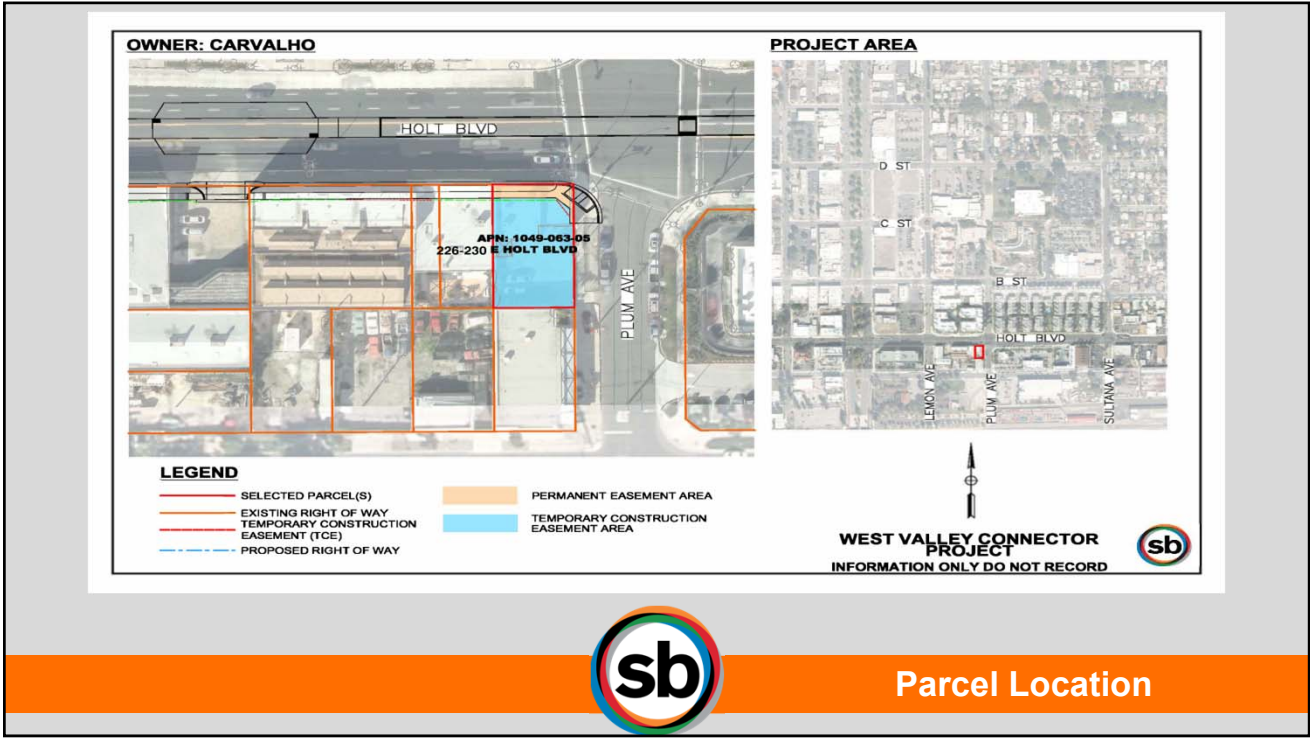 OWNER: CARVALHO
HOLT BLVD
APN: 1049-063-05
226-230 E HOLT BLVD
PLUM AVE
PROJECT AREA
D ST
C ST
B ST
HOLT BLVD
LEMON AVE
PLUM AVE
SULTANA AVE
LEGEND
SELECTED PARCEL(S)
EXISTING RIGHT OF WAY
TEMPORARY CONSTRUCTION
EASEMENT (TCE)
PROPOSED RIGHT OF WAY
PERMANENT EASEMENT AREA
TEMPORARY CONSTRUCTION
EASEMENT AREA
WEST VALLEY CONNECTOR
PROJECT
INFORMATION ONLY DO NOT RECORD
sb
sb
Parcel Location